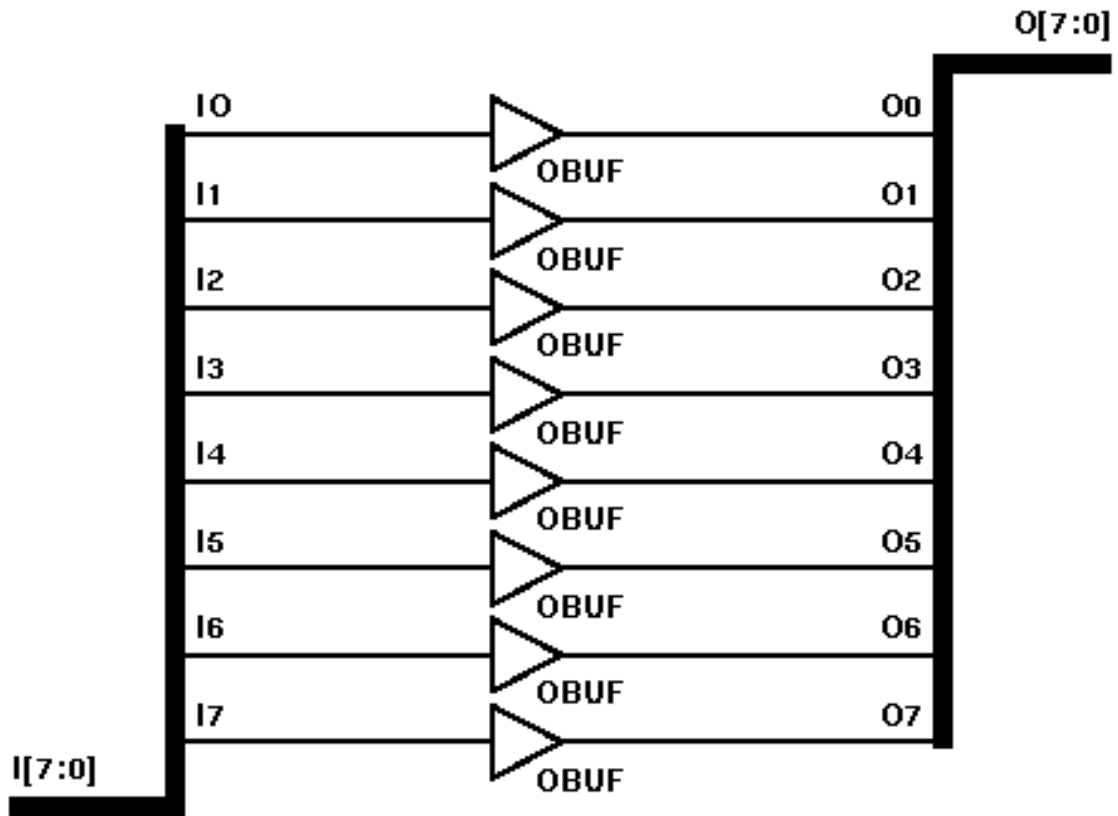 O[7:0]
I0 O0
OBUF
I1 O1
OBUF
I2 O2
OBUF
I3 O3
OBUF
I4 O4
OBUF
I5 O5
OBUF
I6 O6
OBUF
I7 O7
I[7:0] OBUF